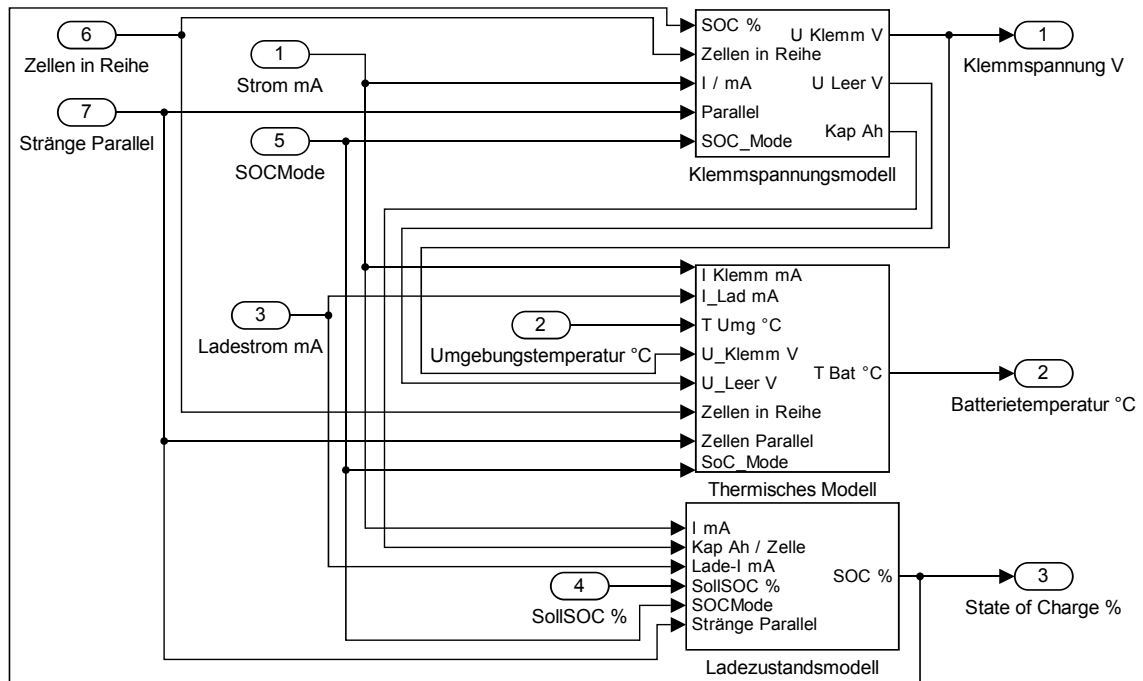 6
Zellen in Reihe
7
Stränge Parallel
1
Strom mA
5
SOCMode
SOC %
Zellen in Reihe
I / mA
Parallel
SOC_Mode
U Klemm V
U Leer V
Kap Ah
Klemmspannungsmodell
1
Klemmspannung V
3
Ladestrom mA
2
Umgebungstemperatur °C
I Klemm mA
I_Lad mA
T Umg °C
U_Klemm V
U_Leer V
Zellen in Reihe
Zellen Parallel
SoC_Mode
T Bat °C
Thermisches Modell
2
Batterietemperatur °C
4
SollSOC %
I mA
Kap Ah / Zelle
Lade-I mA
SollSOC %
SOCMode
Stränge Parallel
SOC %
Ladezustandsmodell
3
State of Charge %